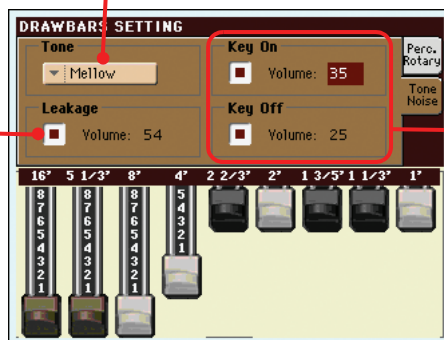 DRAWBARS SETTING
Tone
Mellow
Leakage
Volume: 54
Key On
Volume: 35
Key Off
Volume: 25
Perc.
Rotary
Tone
Noise
16' 5 1/3' 8' 4' 2 2/3' 2' 1 3/5' 1 1/3' 1'
8 8 8 5
7 7 7 4
6 6 6 3
5 5 5 2
4 4 4 1
3 3 3
2 2 2
1 1 1